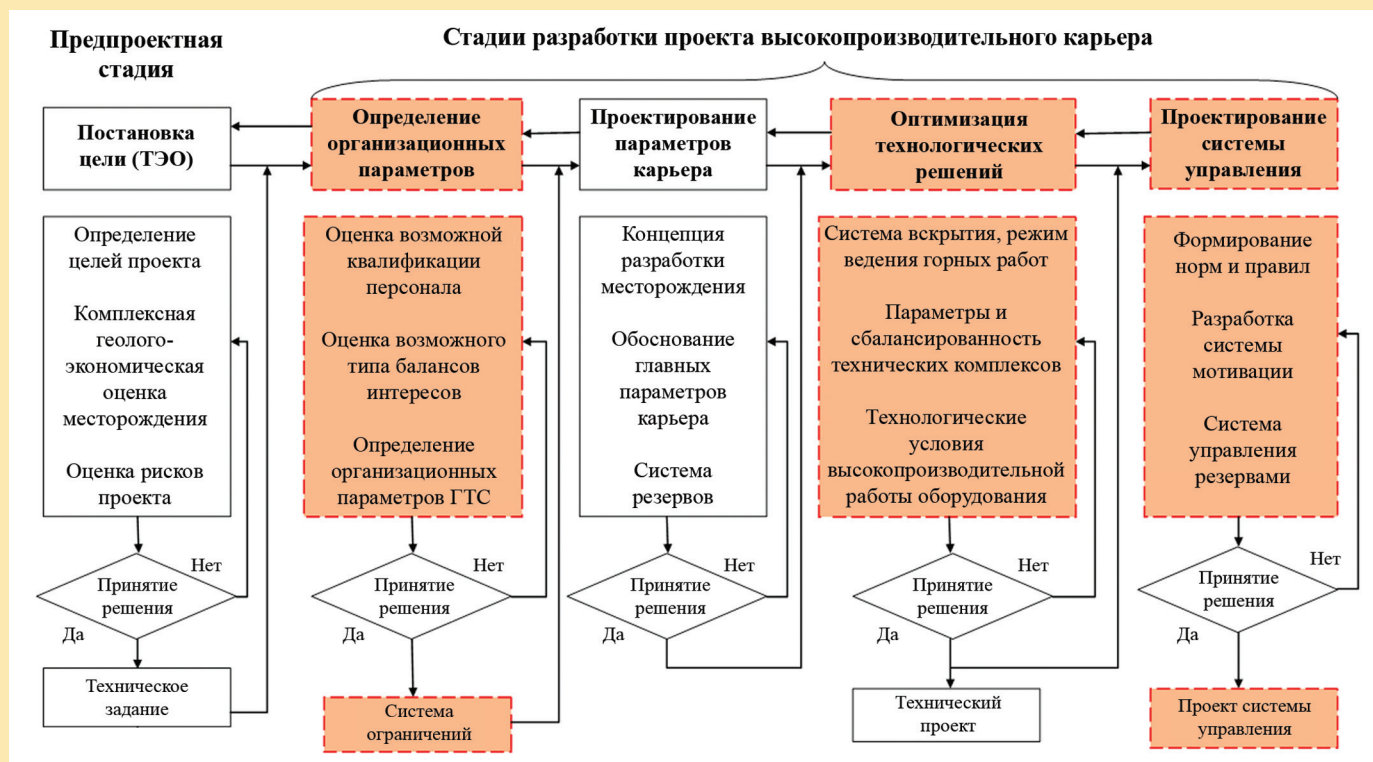 Предпроектная
стадия
Стадии разработки проекта высокопроизводительного карьера
Постановка
цели (ТЭО)
Определение
организационных
параметров
Проектирование
параметров
карьера
Оптимизация
технологических
решений
Проектирование
системы
управления
Определение
целей проекта
Комплексная
геолого-
экономическая
оценка
месторождения
Оценка рисков
проекта
Оценка возможной
квалификации
персонала
Оценка возможного
типа балансов
интересов
Определение
организационных
параметров ГТС
Концепция
разработки
месторождения
Обоснование
главных
параметров
карьера
Система
резервов
Система вскрытия, режим
ведения горных работ
Параметры и
сбалансированность
технических комплексов
Технологические
условия
высокопроизводительной
работы оборудования
Формирование
норм и правил
Разработка
системы
мотивации
Система
управления
резервами
Принятие
решения
Нет
Да
Принятие
решения
Нет
Да
Принятие
решения
Принятие
решения
Нет
Да
Принятие
решения
Нет
Да
Техническое
задание
Система
ограничений
Технический
проект
Проект системы
управления